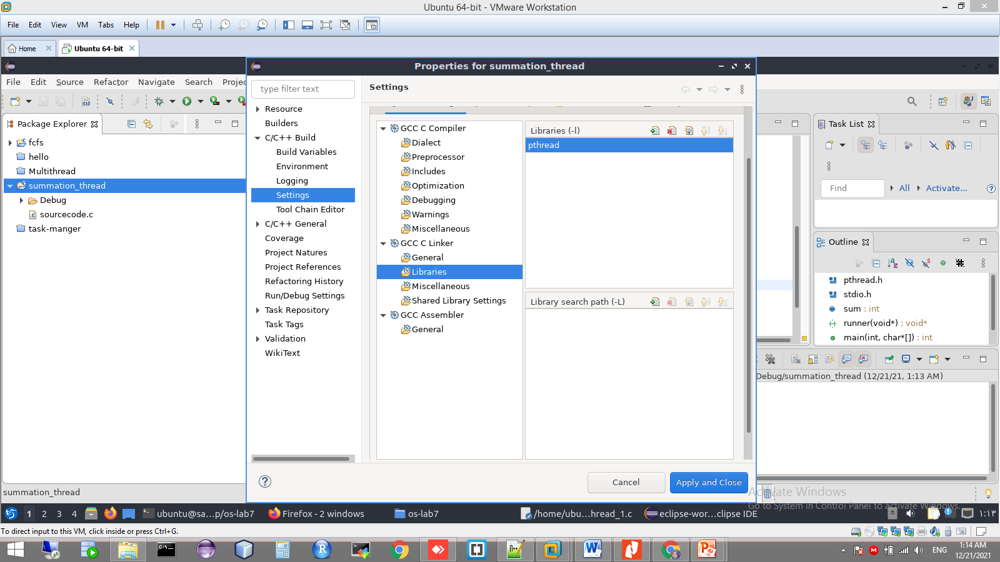 Ubuntu 64-bit - VMware Workstation
File Edit View VM Tabs Help
Home Ubuntu 64-bit
Properties for summation_thread
File Edit Source Refactor Navigate Search Projec
type filter text
Settings
Package Explorer
Task List
fcfs
hello
Multithread
summation_thread
Debug
sourcecode.c
task-manger
Resource
Builders
C/C++ Build
Build Variables
Environment
Logging
Settings
Tool Chain Editor
C/C++ General
Coverage
Project Natures
Project References
Refactoring History
Run/Debug Settings
Task Repository
Task Tags
Validation
WikiText
GCC C Compiler
Dialect
Preprocessor
Includes
Optimization
Debugging
Warnings
Miscellaneous
GCC C Linker
General
Libraries
Miscellaneous
Shared Library Settings
GCC Assembler
General
Libraries (-l)
pthread
Library search path (-L)
Find All Activate...
Outline
pthread.h
stdio.h
sum : int
runner(void*) : void*
main(int, char*[]) : int
Debug/summation_thread (12/21/21, 1:13 AM)
Cancel Apply and Close
Activate Windows
Go to System in Control Panel to activate Windows.
summation_thread
1 2 3 4 ubuntu@sa...p/os-lab7 Firefox - 2 windows os-lab7 /home/ubu...hread_1.c eclipse-wor...clipse IDE ١:١٣
To direct input to this VM, click inside or press Ctrl+G.
ENG 1:14 AM
12/21/2021